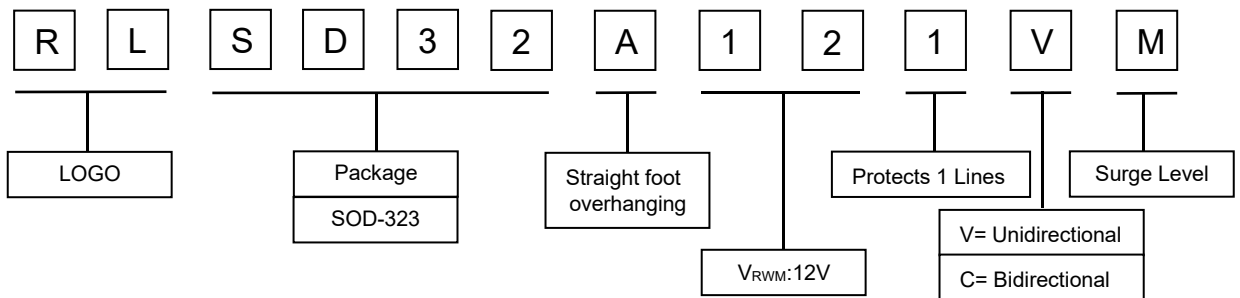 R L S D 3 2 A 1 2 1 V M
LOGO
Package
SOD-323
Straight foot
overhanging
VRWM:12V
Protects 1 Lines
V= Unidirectional
C= Bidirectional
Surge Level